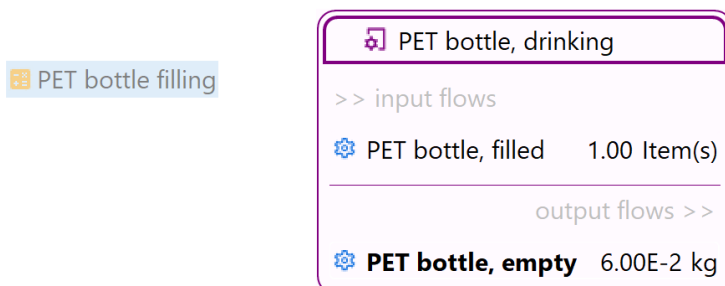 PET bottle, drinking
PET bottle filling
>> input flows
PET bottle, filled 1.00 Item(s)
output flows >>
PET bottle, empty 6.00E-2 kg